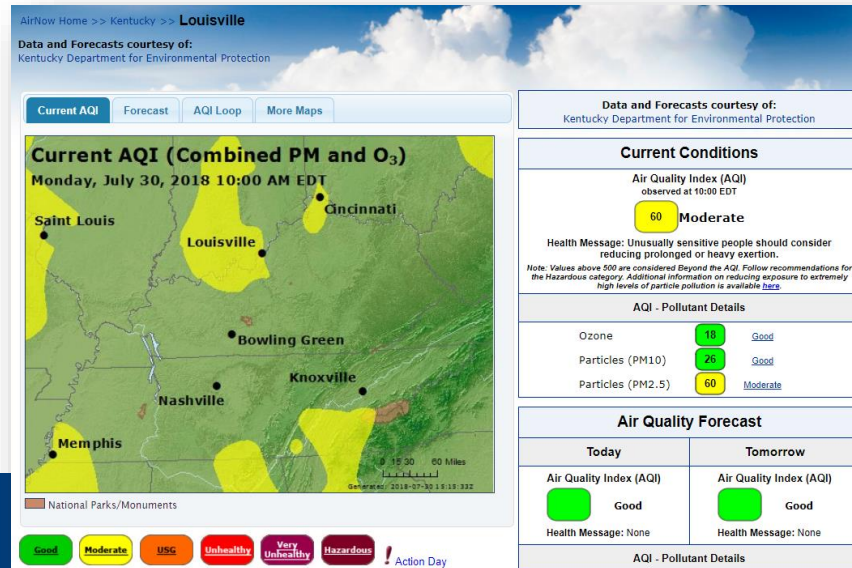 AirNow Home >> Kentucky >> Louisville
Data and Forecasts courtesy of:
Kentucky Department for Environmental Protection
Current AQI
Forecast
AQI Loop
More Maps
Current AQI (Combined PM and O₃)
Monday, July 30, 2018 10:00 AM EDT
Saint Louis
Cincinnati
Louisville
Bowling Green
Knoxville
Nashville
Memphis
0 15 30 60 Miles
Generated: 2018-07-30 15:15:33Z
National Parks/Monuments
Good
Moderate
USG
Unhealthy
Very Unhealthy
Hazardous
! Action Day
Data and Forecasts courtesy of:
Kentucky Department for Environmental Protection
Current Conditions
Air Quality Index (AQI)
observed at 10:00 EDT
60 Moderate
Health Message: Unusually sensitive people should consider
reducing prolonged or heavy exertion.
Note: Values above 500 are considered Beyond the AQI. Follow recommendations for
the Hazardous category. Additional information on reducing exposure to extremely
high levels of particle pollution is available here.
AQI - Pollutant Details
Ozone 18 Good
Particles (PM10) 26 Good
Particles (PM2.5) 60 Moderate
Air Quality Forecast
Today
Tomorrow
Air Quality Index (AQI)
Good
Health Message: None
Air Quality Index (AQI)
Good
Health Message: None
AQI - Pollutant Details